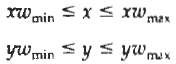 xw_min ≤ x ≤ xw_max
yw_min ≤ y ≤ yw_max